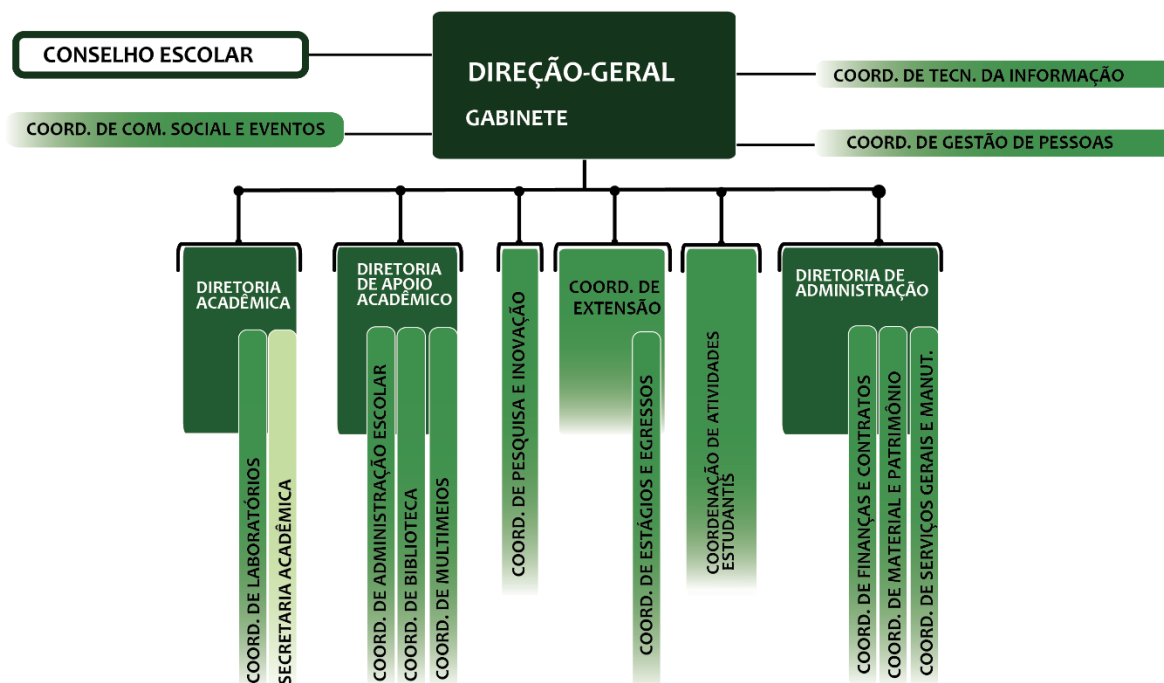 CONSELHO ESCOLAR
DIREÇÃO-GERAL
GABINETE
COORD. DE TECN. DA INFORMAÇÃO
COORD. DE COM. SOCIAL E EVENTOS
COORD. DE GESTÃO DE PESSOAS
DIRETORIA
ACADÊMICA
COORD. DE LABORATÓRIOS
SECRETARIA ACADÊMICA
DIRETORIA
DE APOIO
ACADÊMICO
COORD. DE ADMINISTRAÇÃO ESCOLAR
COORD. DE BIBLIOTECA
COORD. DE MULTIMEIOS
COORD. DE PESQUISA E INOVAÇÃO
COORD. DE
EXTENSÃO
COORD. DE ESTÁGIOS E EGRESSOS
COORDENAÇÃO DE ATIVIDADES
ESTUDANTIS
DIRETORIA DE
ADMINISTRAÇÃO
COORD. DE FINANÇAS E CONTRATOS
COORD. DE MATERIAL E PATRIMÔNIO
COORD. DE SERVIÇOS GERAIS E MANUT.